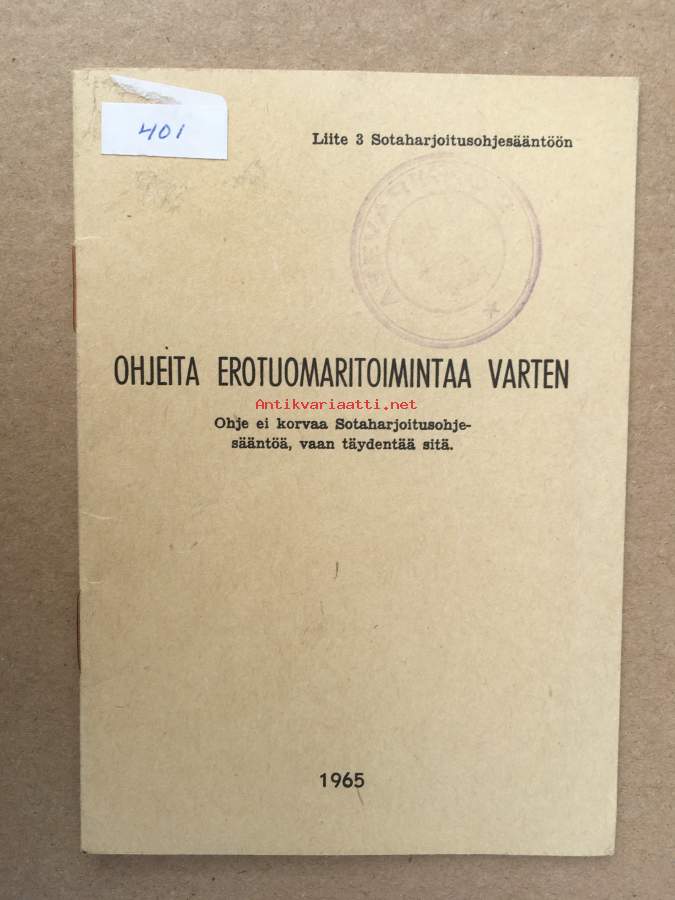 401
Liite 3 Sotaharjoitusohjesääntöön
OHJEITA EROTUOMARITOIMINTAA VARTEN
Antikvariaatti.net
Ohje ei korvaa Sotaharjoitusohje-
sääntöä, vaan täydentää sitä.
1965